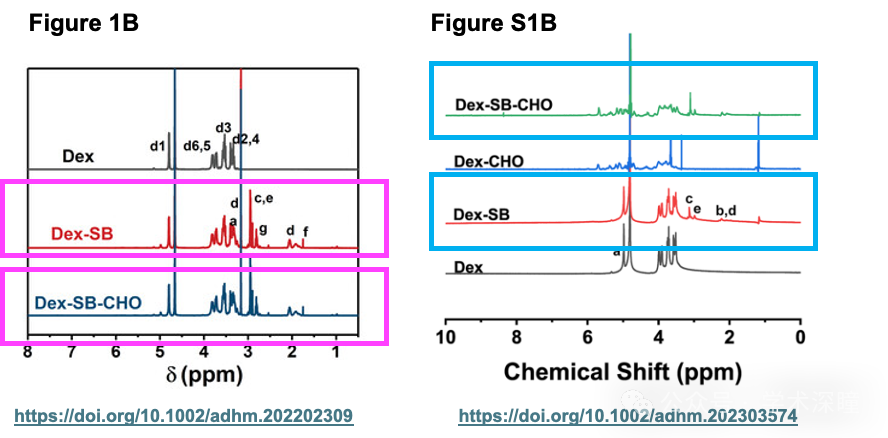 Figure 1B
d1
d6,5
d3
d2,4
Dex
Dex-SB
d
a
c,e
g
d
f
Dex-SB-CHO
8 7 6 5 4 3 2 1
δ (ppm)
https://doi.org/10.1002/adhm.202202309
Figure S1B
Dex-SB-CHO
Dex-CHO
Dex-SB
c
e
b,d
Dex
a
10 8 6 4 2 0
Chemical Shift (ppm)
https://doi.org/10.1002/adhm.202303574